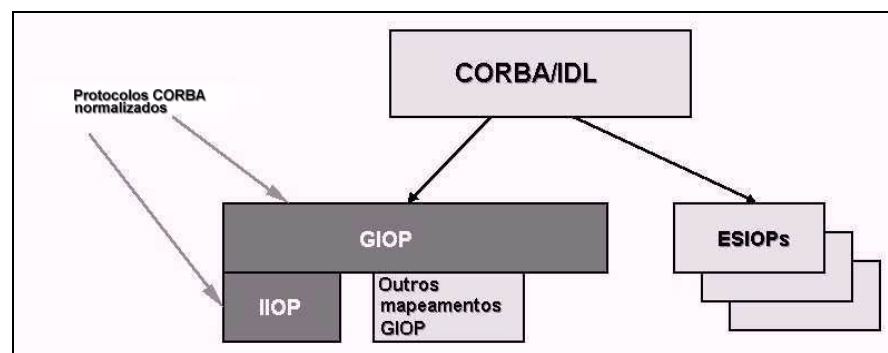 CORBA/IDL
Protocolos CORBA
normalizados
GIOP
ESIOPs
IIOP
Outros
mapeamentos
GIOP